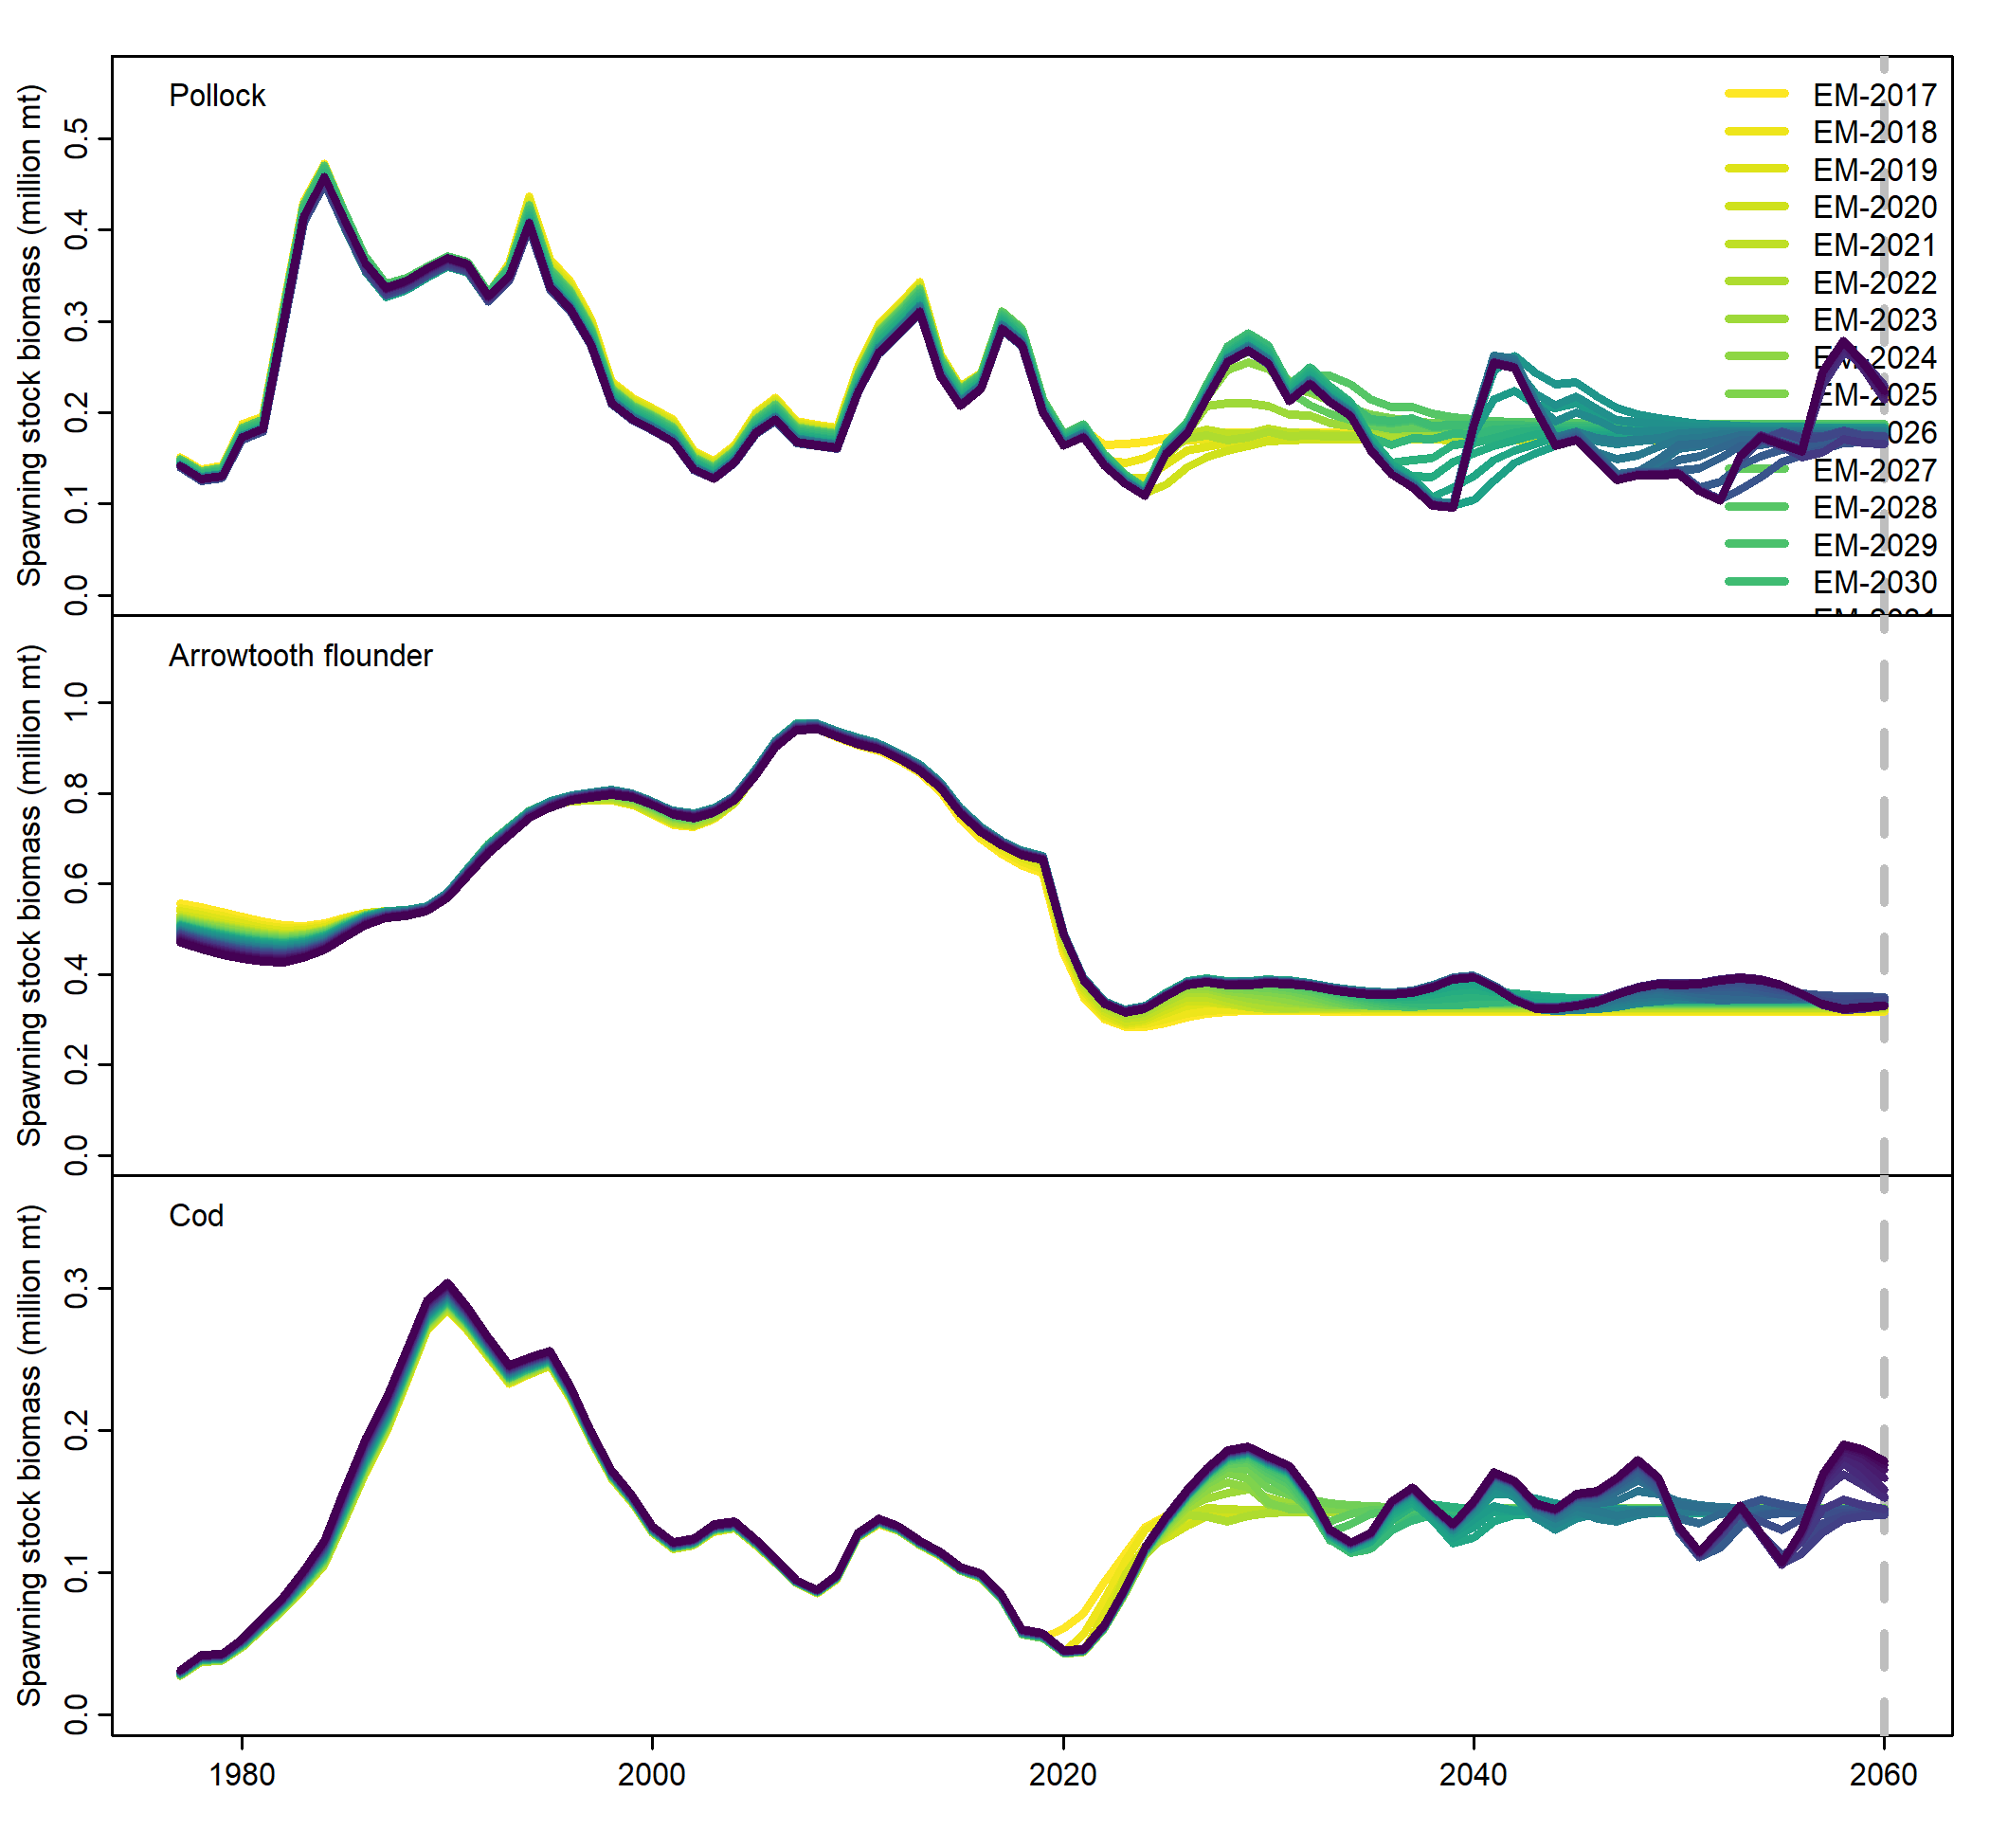 Pollock
Spawning stock biomass (million mt)
0.5
0.4
0.3
0.2
0.1
0.0
EM-2017
EM-2018
EM-2019
EM-2020
EM-2021
EM-2022
EM-2023
EM-2024
EM-2025
026
EM-2027
EM-2028
EM-2029
EM-2030
Arrowtooth flounder
Spawning stock biomass (million mt)
1.0
0.8
0.6
0.4
0.2
0.0
Cod
Spawning stock biomass (million mt)
0.3
0.2
0.1
0.0
1980 2000 2020 2040 2060